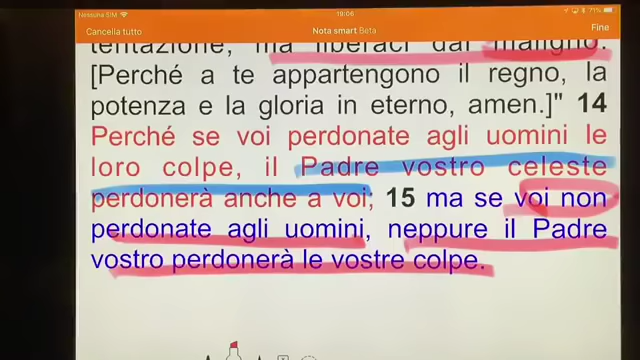 Nessuna SIM 19:06 71%
Cancella tutto Nota smart Beta Fine
tentazione, ma liberaci dal maligno.
[Perché a te appartengono il regno, la
potenza e la gloria in eterno, amen.]" 14
Perché se voi perdonate agli uomini le
loro colpe, il Padre vostro celeste
perdonerà anche a voi; 15 ma se voi non
perdonate agli uomini, neppure il Padre
vostro perdonerà le vostre colpe.